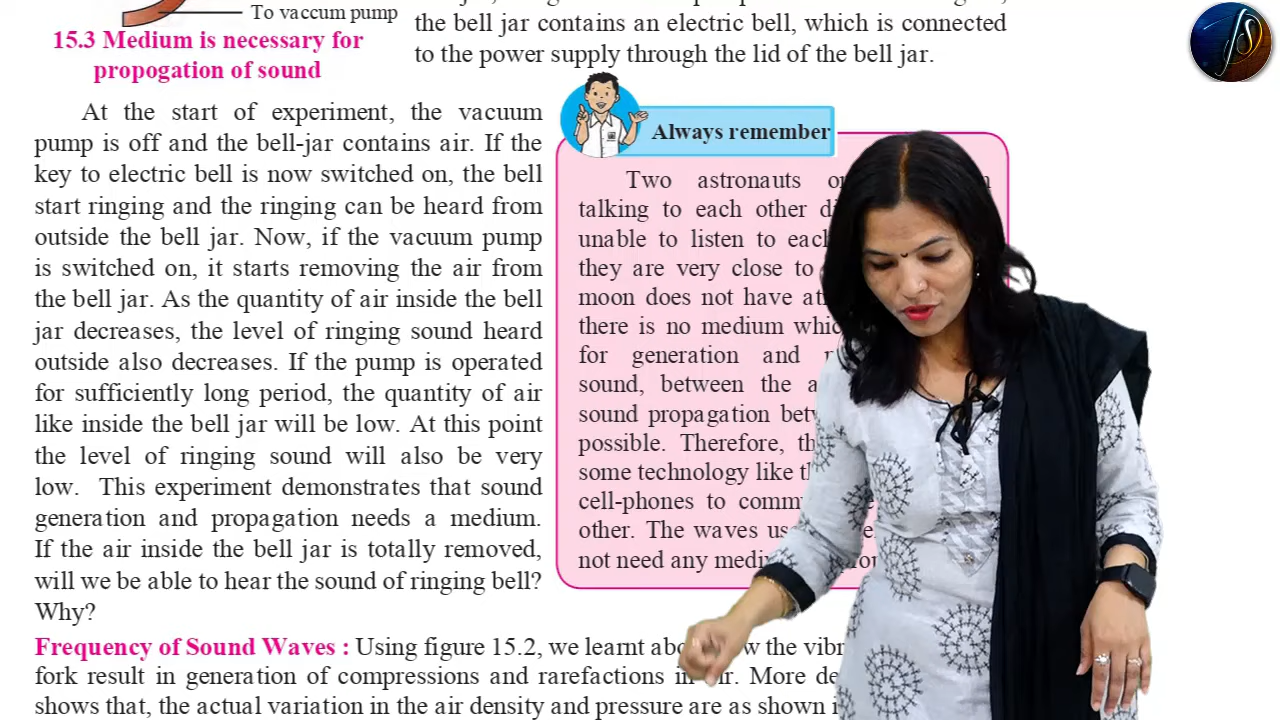 To vaccum pump
15.3 Medium is necessary for
propogation of sound
the bell jar contains an electric bell, which is connected
to the power supply through the lid of the bell jar.
At the start of experiment, the vacuum
pump is off and the bell-jar contains air. If the
key to electric bell is now switched on, the bell
start ringing and the ringing can be heard from
outside the bell jar. Now, if the vacuum pump
is switched on, it starts removing the air from
the bell jar. As the quantity of air inside the bell
jar decreases, the level of ringing sound heard
outside also decreases. If the pump is operated
for sufficiently long period, the quantity of air
like inside the bell jar will be low. At this point
the level of ringing sound will also be very
low. This experiment demonstrates that sound
generation and propagation needs a medium.
If the air inside the bell jar is totally removed,
will we be able to hear the sound of ringing bell?
Why?
Always remember
Two astronauts
talking to each other
unable to listen to
they are very close to
moon does not have
there is no medium
for generation and
sound, between the
sound propagation
possible. Therefore,
some technology like
cell-phones to
other. The waves
not need any
Frequency of Sound Waves : Using figure 15.2, we learnt the
fork result in generation of compressions and rarefactions More
shows that, the actual variation in the air density and pressure are as shown